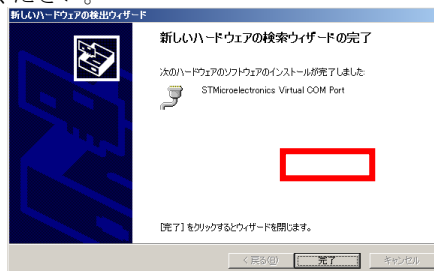 ください。
新しいハードウェアの検出ウィザード
新しいハードウェアの検索ウィザードの完了
次のハードウェアのソフトウェアのインストールが完了しました:
STMicroelectronics Virtual COM Port
[完了] をクリックするとウィザードを閉じます。
< 戻る(B)
完了
キャンセル